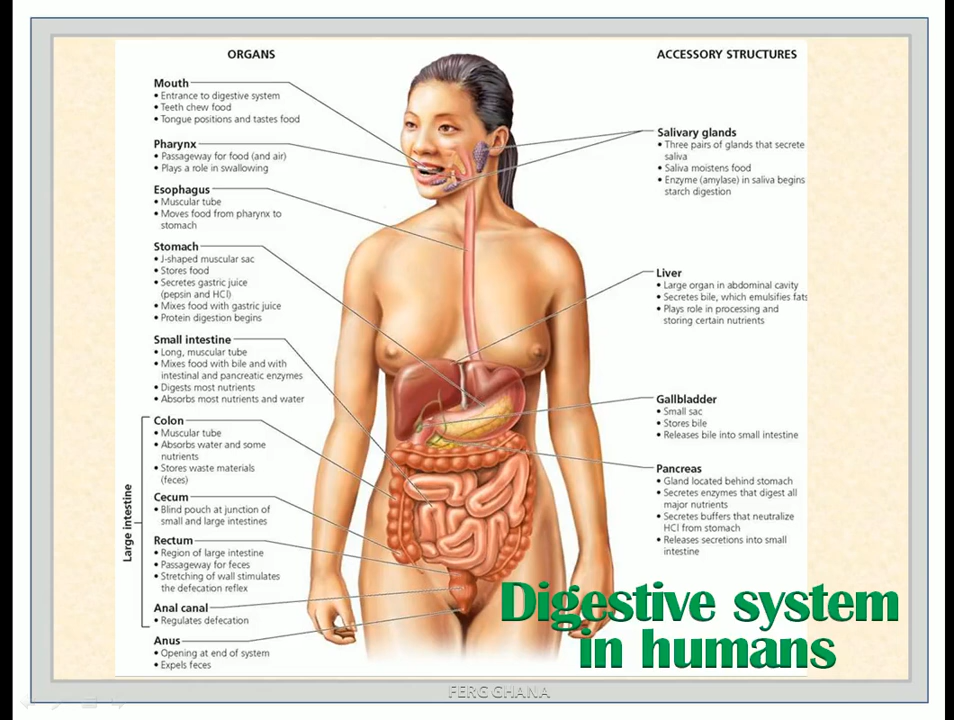 ORGANS
Mouth
• Entrance to digestive system
• Teeth chew food
• Tongue positions and tastes food
Pharynx
• Passageway for food (and air)
• Plays a role in swallowing
Esophagus
• Muscular tube
• Moves food from pharynx to
stomach
Stomach
• J-shaped muscular sac
• Stores food
• Secretes gastric juice
(pepsin and HCl)
• Mixes food with gastric juice
• Protein digestion begins
Small intestine
• Long, muscular tube
• Mixes food with bile and with
intestinal and pancreatic enzymes
• Digests most nutrients
• Absorbs most nutrients and water
Large intestine
Colon
• Muscular tube
• Absorbs water and some
nutrients
• Stores waste materials
(feces)
Cecum
• Blind pouch at junction of
small and large intestines
Rectum
• Region of large intestine
• Passageway for feces
• Stretching of wall stimulates
the defecation reflex
Anal canal
• Regulates defecation
Anus
• Opening at end of system
• Expels feces
ACCESSORY STRUCTURES
Salivary glands
• Three pairs of glands that secrete
saliva
• Saliva moistens food
• Enzyme (amylase) in saliva begins
starch digestion
Liver
• Large organ in abdominal cavity
• Secretes bile, which emulsifies fats
• Plays role in processing and
storing certain nutrients
Gallbladder
• Small sac
• Stores bile
• Releases bile into small intestine
Pancreas
• Gland located behind stomach
• Secretes enzymes that digest all
major nutrients
• Secretes buffers that neutralize
HCl from stomach
• Releases secretions into small
intestine
Digestive system
in humans
FERG GHANA